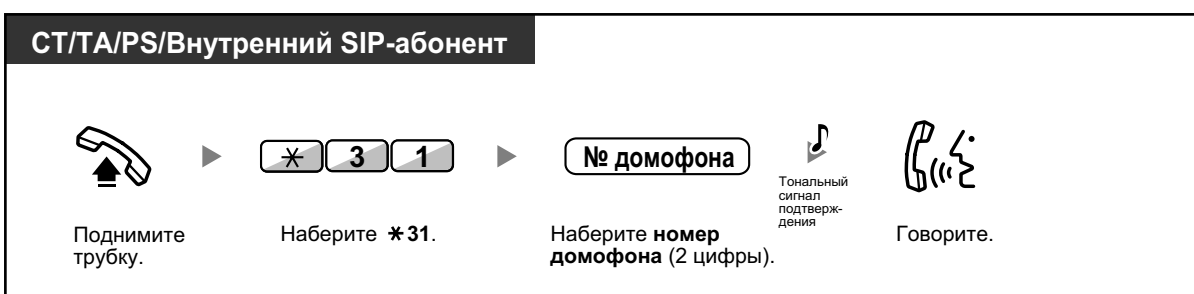 СТ/ТА/PS/Внутренний SIP-абонент
✳ 3 1
№ домофона
Тональный
сигнал
подтверж-
дения
Поднимите
трубку.
Наберите ✳31.
Наберите номер
домофона (2 цифры).
Говорите.